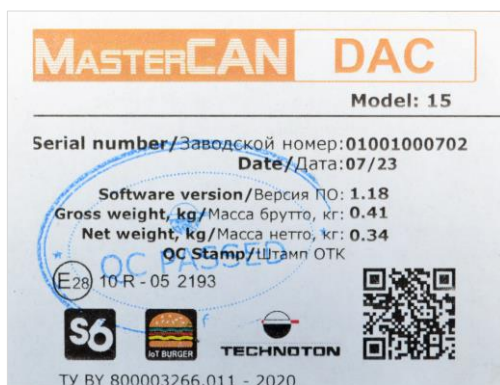 MASTERCAN DAC
Model: 15
Serial number/Заводской номер:01001000702
Date/Дата:07/23
Software version/Версия ПО: 1.18
Gross weight, kg/Масса брутто, кг: 0.41
Net weight, kg/Масса нетто, кг: 0.34
QC Stamp/Штамп ОТК
QC PASSED
E28 10 R - 05 2193
S6
IoT BURGER
TECHNOTON
ТУ BY 800003266.011 - 2020